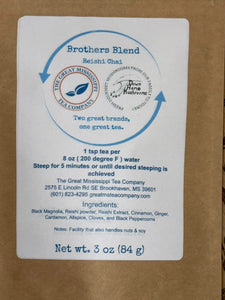 Brothers Blend
Reishi Chai
THE GREAT MISSISSIPPI
TEA COMPANY
Two great brands,
one great tea.
1 tsp tea per
8 oz ( 200 degree F ) water
Steep for 5 minutes or until desired steeping is
achieved
The Great Mississippi Tea Company
2575 E Lincoln Rd SE Brookhaven, MS 39601
(601) 823-4295 greatmsteacompany.com
Ingredients:
Black Magnolia, Reishi powder, Reishi Extract, Cinnamon, Ginger,
Cardamon, Allspice, Cloves, and Black Peppercorns
Notes: Facility that also handles nuts & soy
Net wt. 3 oz (84 g)